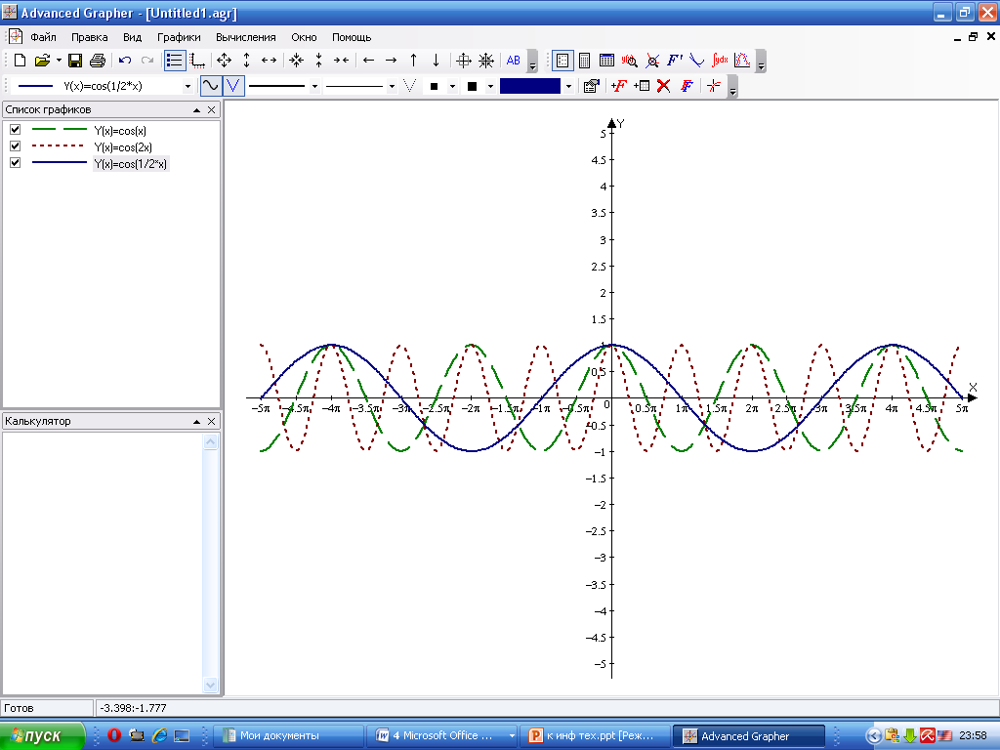 Advanced Grapher - [Untitled1.agr]
Файл Правка Вид Графики Вычисления Окно Помощь
AB F' ∫ydx
Y(x)=cos(1/2*x) +F F
Список графиков
Y(x)=cos(x)
Y(x)=cos(2x)
Y(x)=cos(1/2*x)
Калькулятор
Y
5
4.5
4
3.5
3
2.5
2
1.5
1
0.5
X
−5π −4.5π −4π −3.5π −3π −2.5π −2π −1.5π −1π −0.5π 0 0.5π 1π 1.5π 2π 2.5π 3π 3.5π 4π 4.5π 5π
−0.5
−1
−1.5
−2
−2.5
−3
−3.5
−4
−4.5
−5
Готов -3.398:-1.777
пуск Мои документы 4 Microsoft Office ... к инф тех.ppt [Реж... Advanced Grapher 23:58